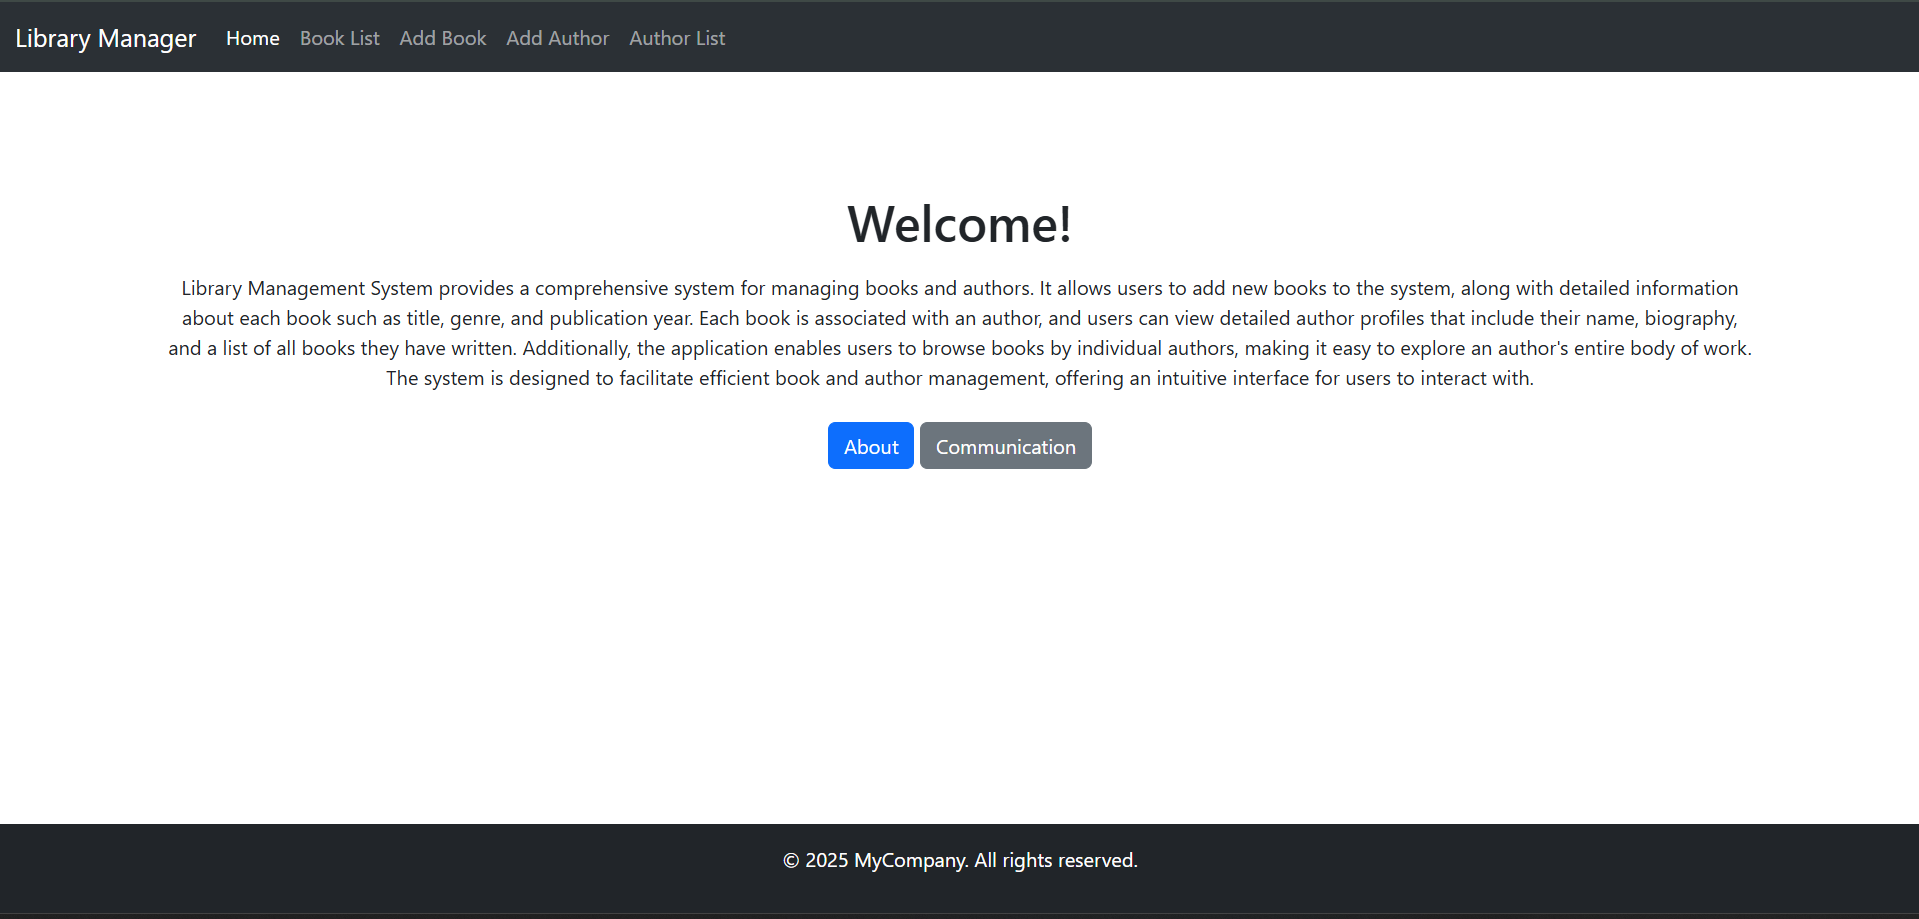 Library Manager Home Book List Add Book Add Author Author List
Welcome!
Library Management System provides a comprehensive system for managing books and authors. It allows users to add new books to the system, along with detailed information
about each book such as title, genre, and publication year. Each book is associated with an author, and users can view detailed author profiles that include their name, biography,
and a list of all books they have written. Additionally, the application enables users to browse books by individual authors, making it easy to explore an author's entire body of work.
The system is designed to facilitate efficient book and author management, offering an intuitive interface for users to interact with.
About Communication
© 2025 MyCompany. All rights reserved.